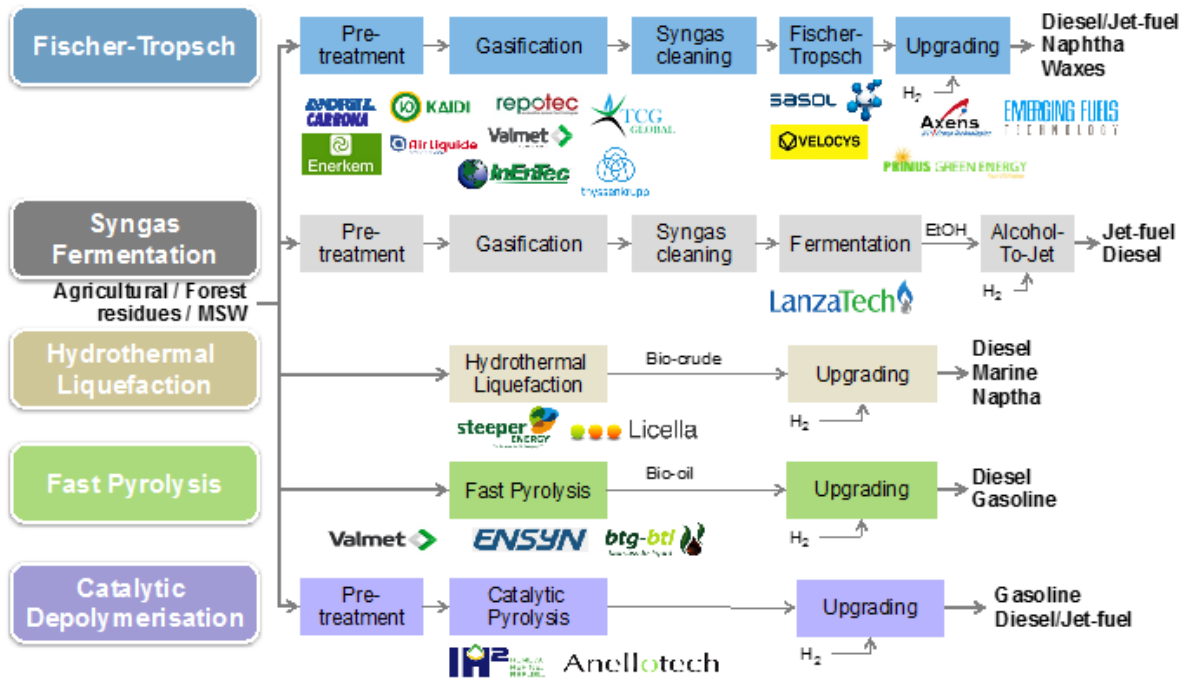 Fischer-Tropsch
Pre-
treatment
Gasification
Syngas
cleaning
Fischer-
Tropsch
Upgrading
H2
Diesel/Jet-fuel
Naphtha
Waxes
ANDRITZ
CARBONA
KAIDI
repotec
TCG
GLOBAL
Enerkem
Air Liquide
Valmet
InEnTec
thyssenkrupp
sasol
VELOCYS
Axens
EMERGING FUELS
TECHNOLOGY
PRIMUS GREEN ENERGY
Syngas
Fermentation
Pre-
treatment
Gasification
Syngas
cleaning
Fermentation
EtOH
Alcohol-
To-Jet
H2
Jet-fuel
Diesel
LanzaTech
Agricultural / Forest
residues / MSW
Hydrothermal
Liquefaction
Hydrothermal
Liquefaction
Bio-crude
Upgrading
H2
Diesel
Marine
Naptha
steeper
ENERGY
Licella
Fast Pyrolysis
Fast Pyrolysis
Bio-oil
Upgrading
H2
Diesel
Gasoline
Valmet
ENSYN
btg-btl
Catalytic
Depolymerisation
Pre-
treatment
Catalytic
Pyrolysis
Upgrading
H2
Gasoline
Diesel/Jet-fuel
IH2
Anellotech